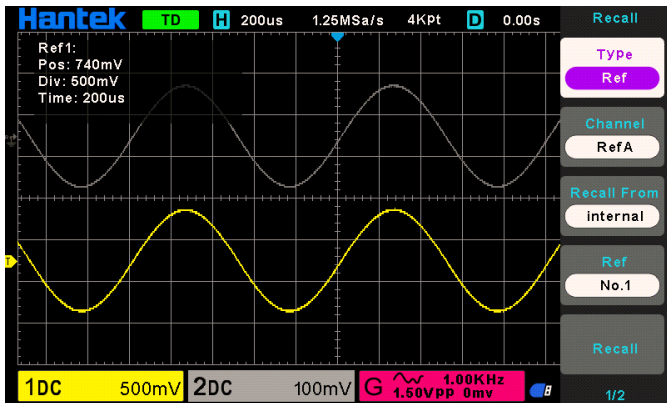 Hantek TD H 200us 1.25MSa/s 4Kpt D 0.00s
Recall
Ref1:
Pos: 740mV
Div: 500mV
Time: 200us
Type
Ref
Channel
RefA
Recall From
internal
Ref
No.1
Recall
1/2
T
1DC 500mV 2DC 100mV G 1.00KHz
1.50Vpp 0mv